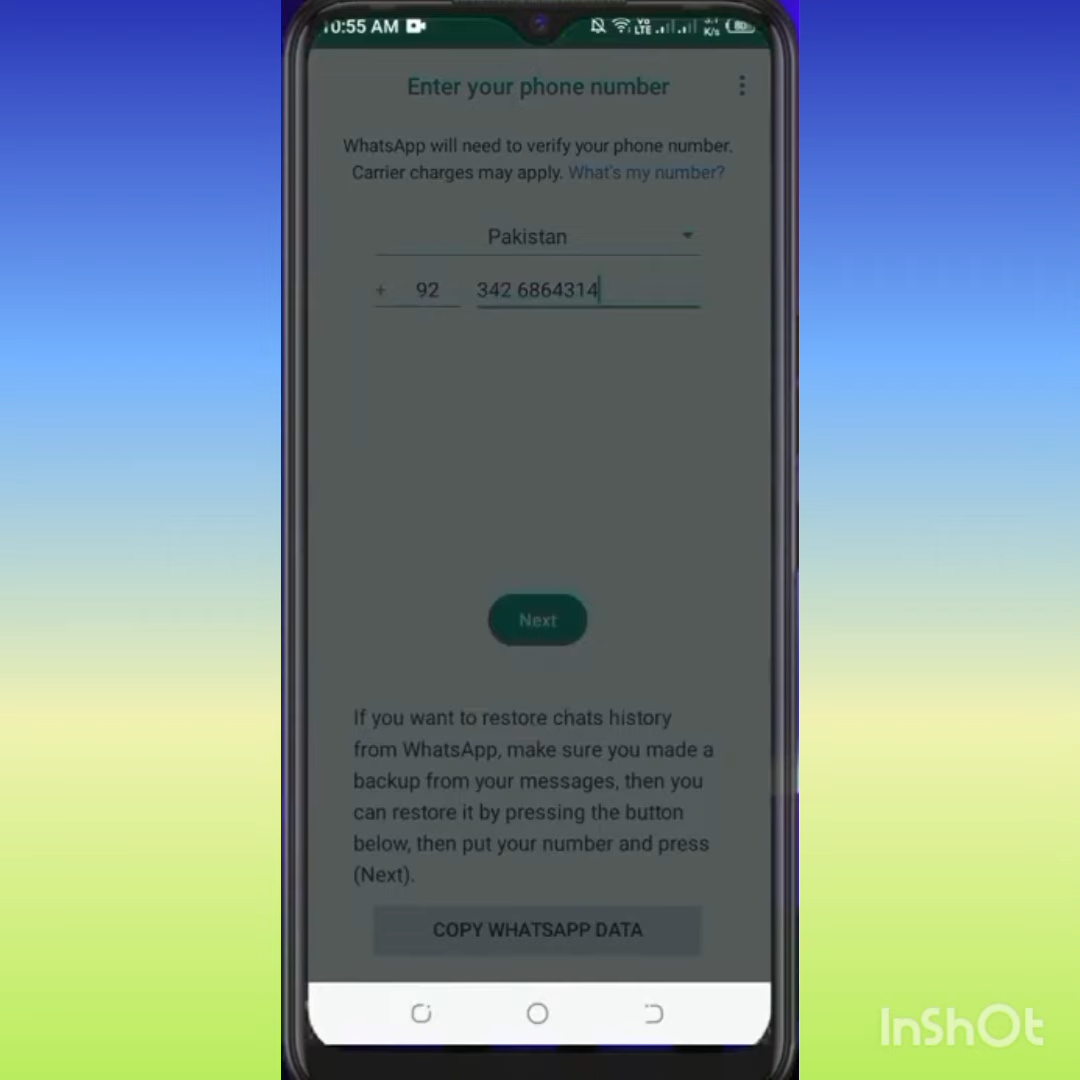 10:55 AM
Vo LTE K/s 80
Enter your phone number
WhatsApp will need to verify your phone number.
Carrier charges may apply. What's my number?
Pakistan
+ 92 342 6864314
Next
If you want to restore chats history
from WhatsApp, make sure you made a
backup from your messages, then you
can restore it by pressing the button
below, then put your number and press
(Next).
COPY WHATSAPP DATA
InShOt